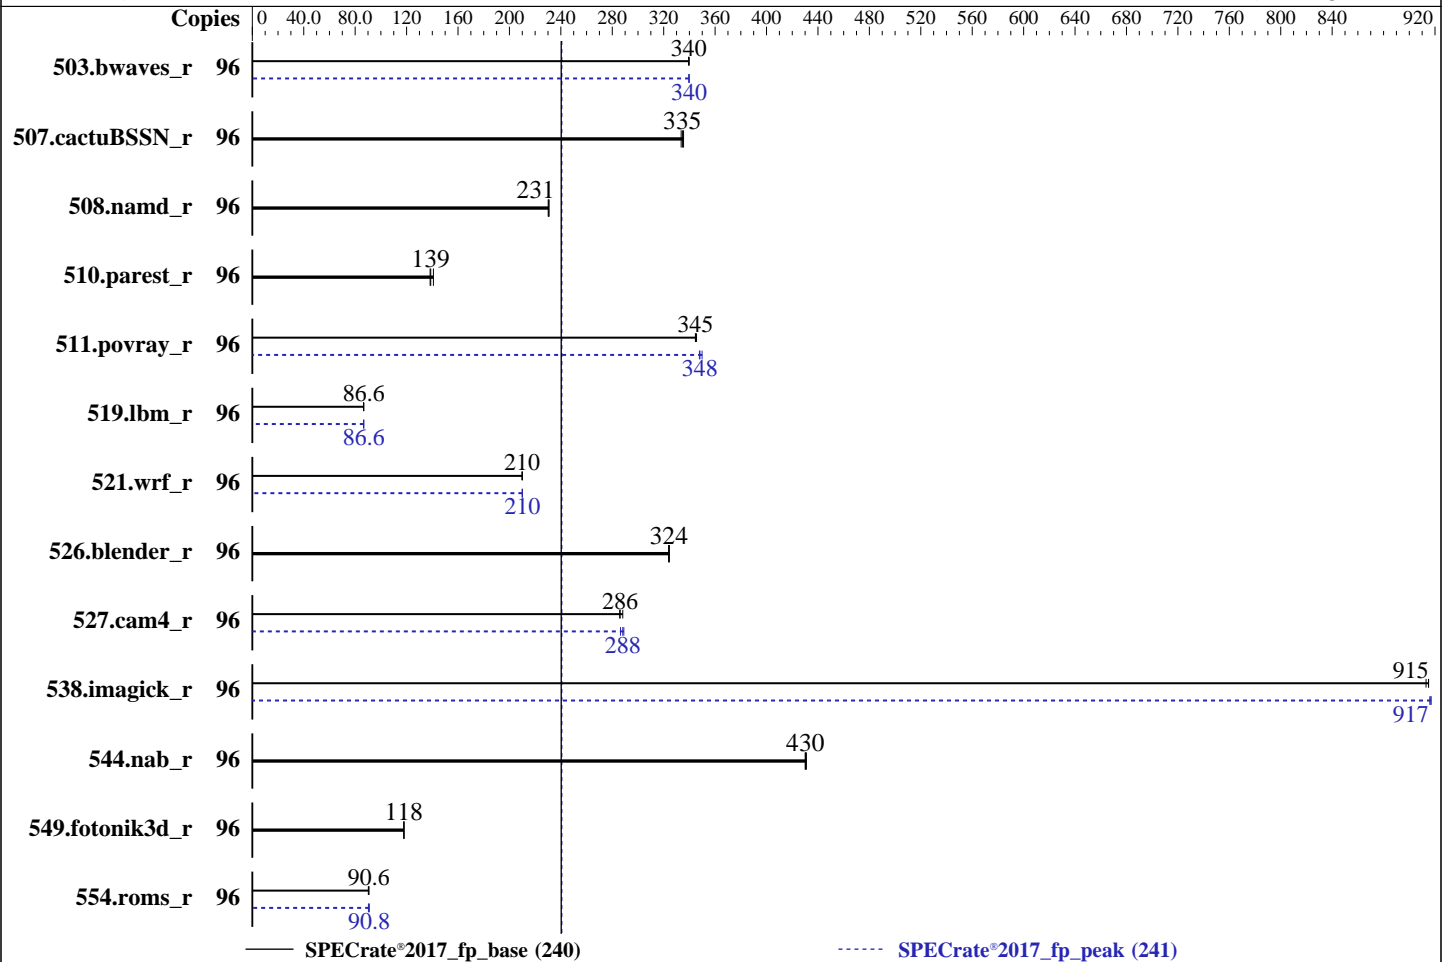 Copies 0 40.0 80.0 120 160 200 240 280 320 360 400 440 480 520 560 600 640 680 720 760 800 840 920
503.bwaves_r 96 340
340
507.cactuBSSN_r 96 335
508.namd_r 96 231
510.parest_r 96 139
511.povray_r 96 345
348
519.lbm_r 96 86.6
86.6
521.wrf_r 96 210
210
526.blender_r 96 324
527.cam4_r 96 286
288
538.imagick_r 96 915
917
544.nab_r 96 430
549.fotonik3d_r 96 118
554.roms_r 96 90.6
90.8
SPECrate®2017_fp_base (240) SPECrate®2017_fp_peak (241)